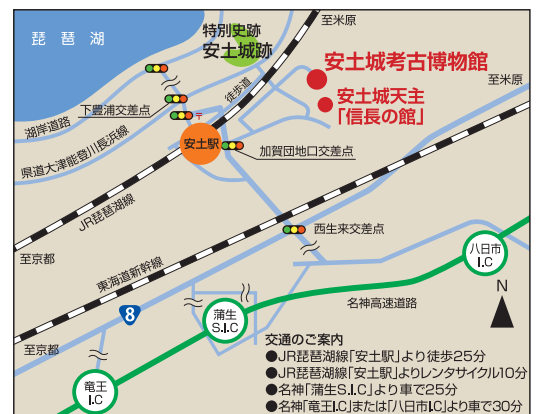 琵琶湖
特別史跡
安土城跡
至米原
安土城考古博物館
安土城天主
「信長の館」
至米原
下豊浦交差点
徒歩道
湖岸道路
〒
県道大津能登川長浜線
安土駅
加賀団地口交差点
JR琵琶湖線
西生来交差点
至京都
東海道新幹線
八日市
I.C
N
8
蒲生
S.I.C
名神高速道路
至京都
竜王
I.C
交通のご案内
●JR琵琶湖線「安土駅」より徒歩25分
●JR琵琶湖線「安土駅」よりレンタサイクル10分
●名神「蒲生S.I.C」より車で25分
●名神「竜王I.C」または「八日市I.C」より車で30分